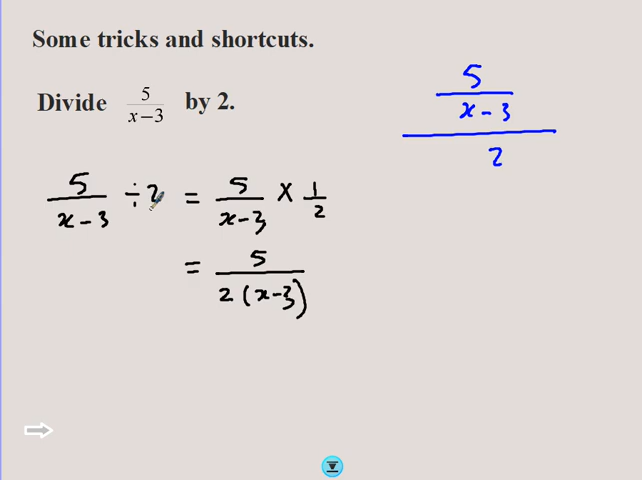 Some tricks and shortcuts.
Divide 5/(x−3) by 2.
5/(x-3) ÷ 2 = 5/(x-3) × 1/2
= 5/(2(x-3))
(5/(x-3))/2